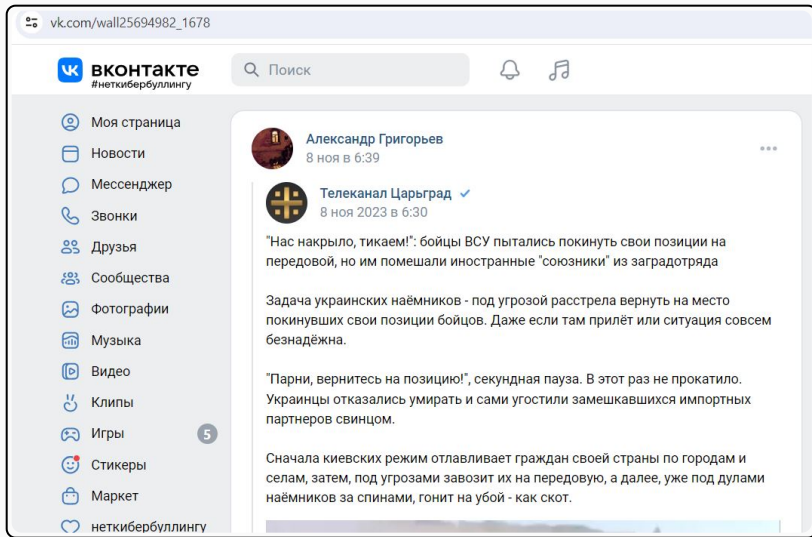 vk.com/wall25694982_1678
вконтакте
#неткибербуллингу
Поиск
Моя страница
Новости
Мессенджер
Звонки
Друзья
Сообщества
Фотографии
Музыка
Видео
Клипы
Игры 5
Стикеры
Маркет
неткибербуллингу
Александр Григорьев
8 ноя в 6:39
Телеканал Царьград
8 ноя 2023 в 6:30
"Нас накрыло, тикаем!": бойцы ВСУ пытались покинуть свои позиции на
передовой, но им помешали иностранные "союзники" из заградотряда
Задача украинских наёмников - под угрозой расстрела вернуть на место
покинувших свои позиции бойцов. Даже если там прилёт или ситуация совсем
безнадёжна.
"Парни, вернитесь на позицию!", секундная пауза. В этот раз не прокатило.
Украинцы отказались умирать и сами угостили замешкавшихся импортных
партнеров свинцом.
Сначала киевских режим отлавливает граждан своей страны по городам и
селам, затем, под угрозами завозит их на передовую, а далее, уже под дулами
наёмников за спинами, гонит на убой - как скот.